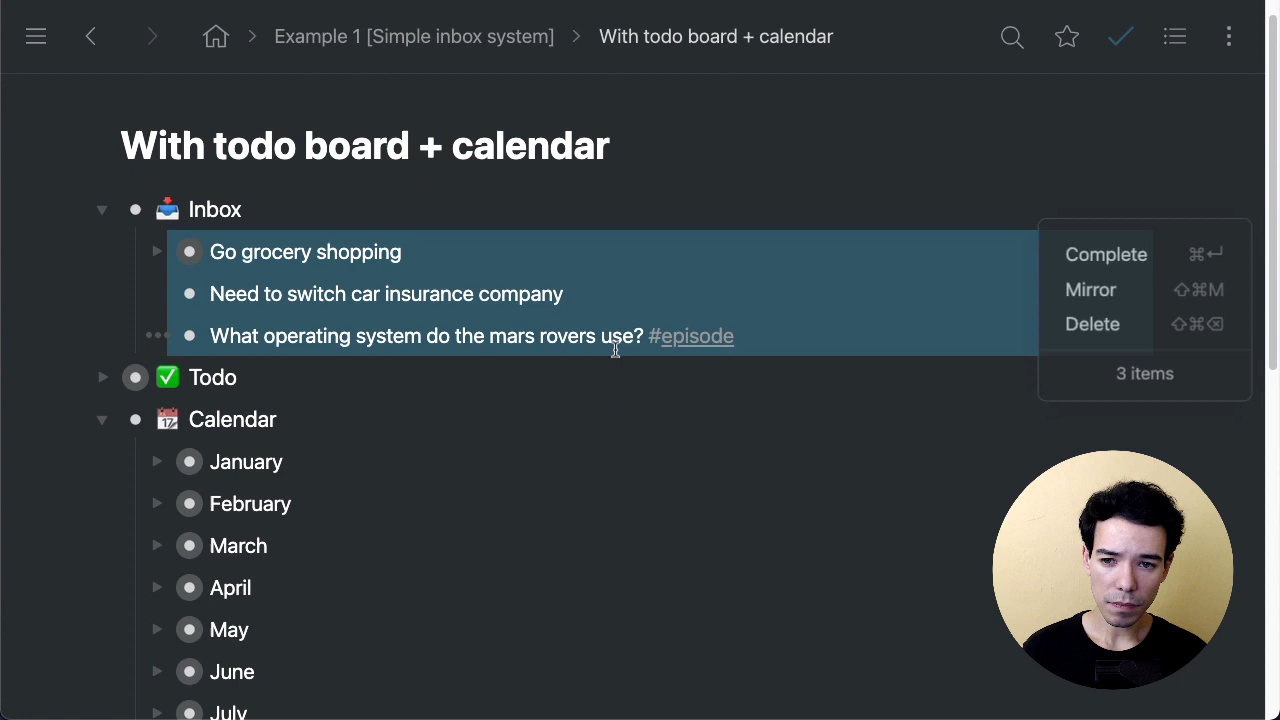 Example 1 [Simple inbox system] > With todo board + calendar
With todo board + calendar
Inbox
Go grocery shopping
Need to switch car insurance company
What operating system do the mars rovers use? #episode
Complete ⌘↵
Mirror ⇧⌘M
Delete ⇧⌘⌫
3 items
Todo
17
Calendar
January
February
March
April
May
June
July